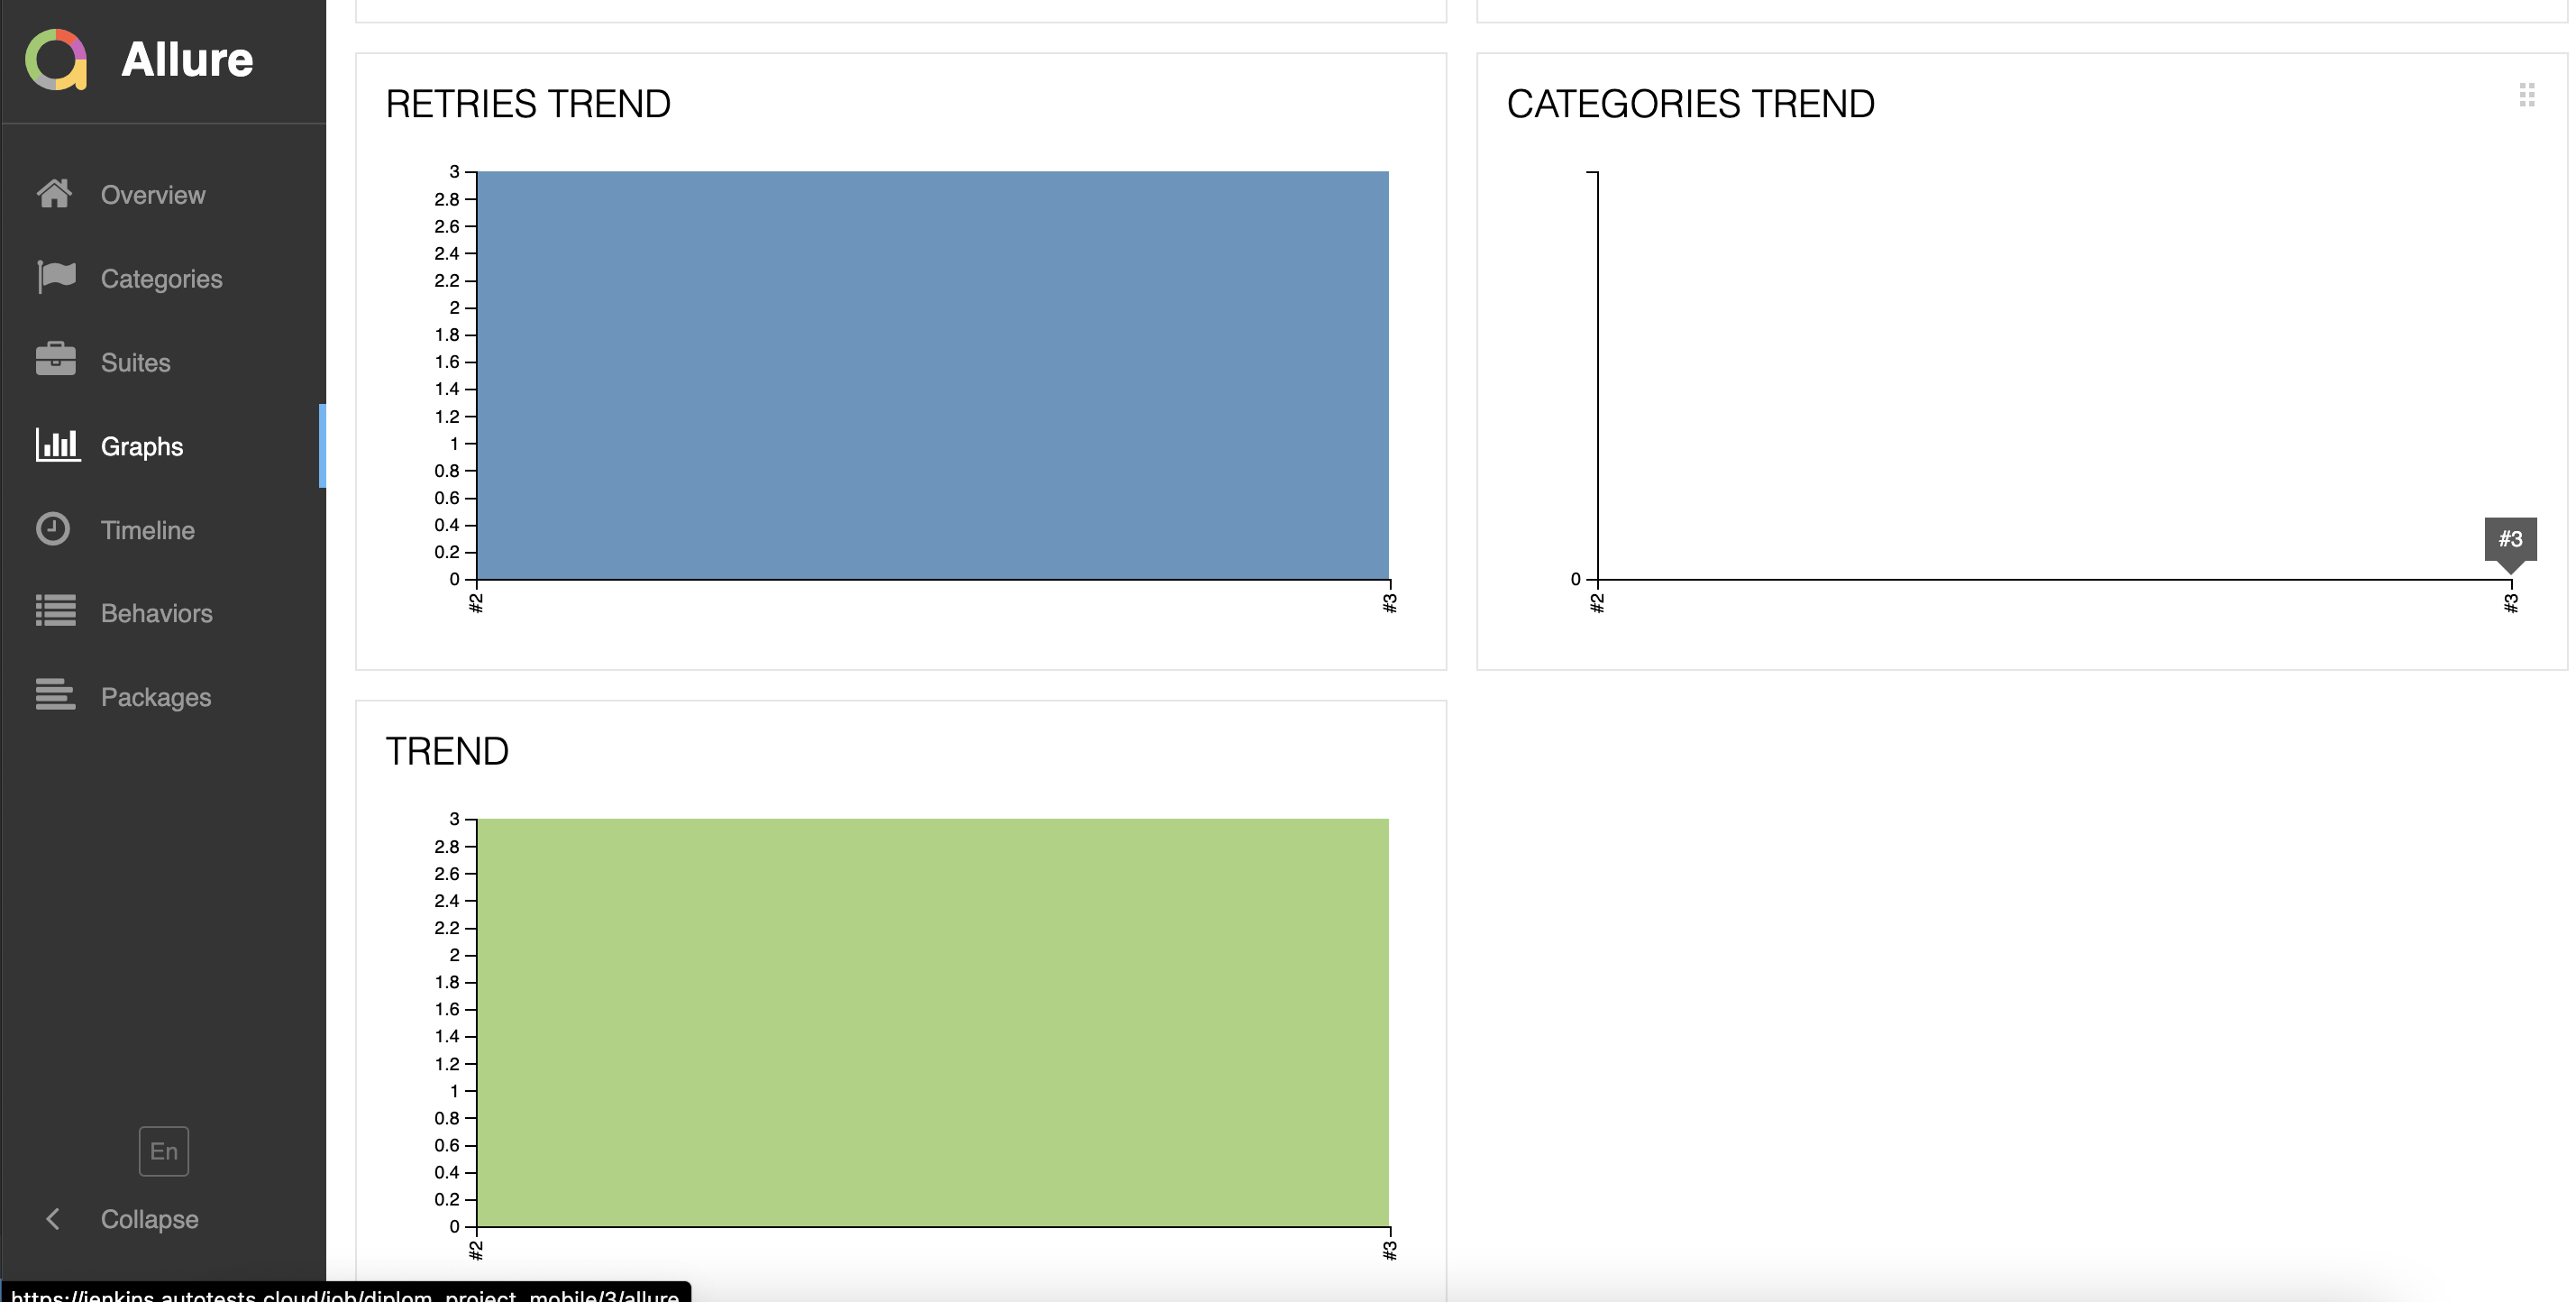 Allure
Overview
Categories
Suites
Graphs
Timeline
Behaviors
Packages
En
Collapse
RETRIES TREND
3
2.8
2.6
2.4
2.2
2
1.8
1.6
1.4
1.2
1
0.8
0.6
0.4
0.2
0
#2
#3
CATEGORIES TREND
#3
0
#2
#3
TREND
3
2.8
2.6
2.4
2.2
2
1.8
1.6
1.4
1.2
1
0.8
0.6
0.4
0.2
0
#2
#3
https://jenkins.autotests.cloud/job/diplom_project_mobile/3/allure